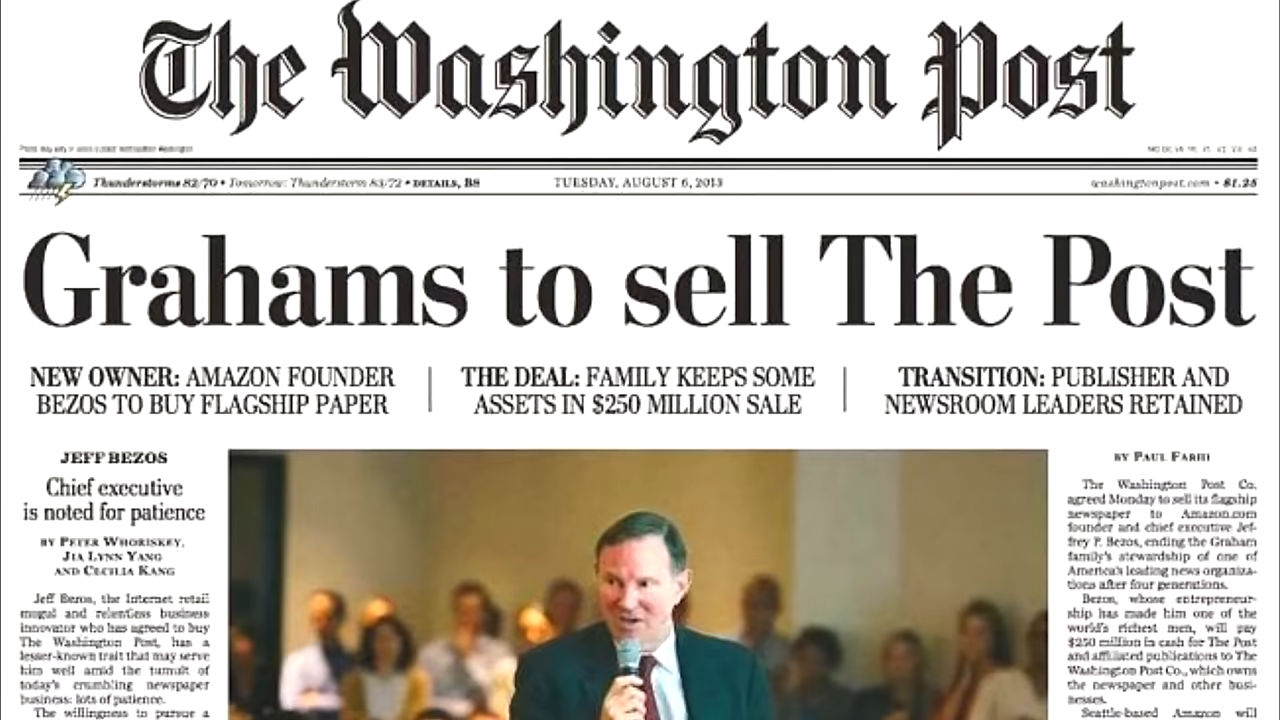 The Washington Post
Thunderstorms 82/70 • Tomorrow: Thunderstorm 83/72 • DETAILS, B8
TUESDAY, AUGUST 6, 2013
washingtonpost.com • $1.25
Grahams to sell The Post
NEW OWNER: AMAZON FOUNDER
BEZOS TO BUY FLAGSHIP PAPER
THE DEAL: FAMILY KEEPS SOME
ASSETS IN $250 MILLION SALE
TRANSITION: PUBLISHER AND
NEWSROOM LEADERS RETAINED
JEFF BEZOS
Chief executive
is noted for patience
BY PETER WHORISKEY,
JIA LYNN YANG
AND CECILIA KANG
Jeff Bezos, the Internet retail
mogul and relentless business
innovator who has agreed to buy
The Washington Post, has a
lesser-known trait that may serve
him well amid the tumult of
today's crumbling newspaper
business: lots of patience.
The willingness to pursue a
BY PAUL FARHI
The Washington Post Co.
agreed Monday to sell its flagship
newspaper to Amazon.com
founder and chief executive Jef-
frey P. Bezos, ending the Graham
family's stewardship of one of
America's leading news organiza-
tions after four generations.
Bezos, whose entrepreneur-
ship has made him one of the
world's richest men, will pay
$250 million in cash for The Post
and affiliated publications to The
Washington Post Co., which owns
the newspaper and other busi-
nesses.
Seattle-based Amazon will